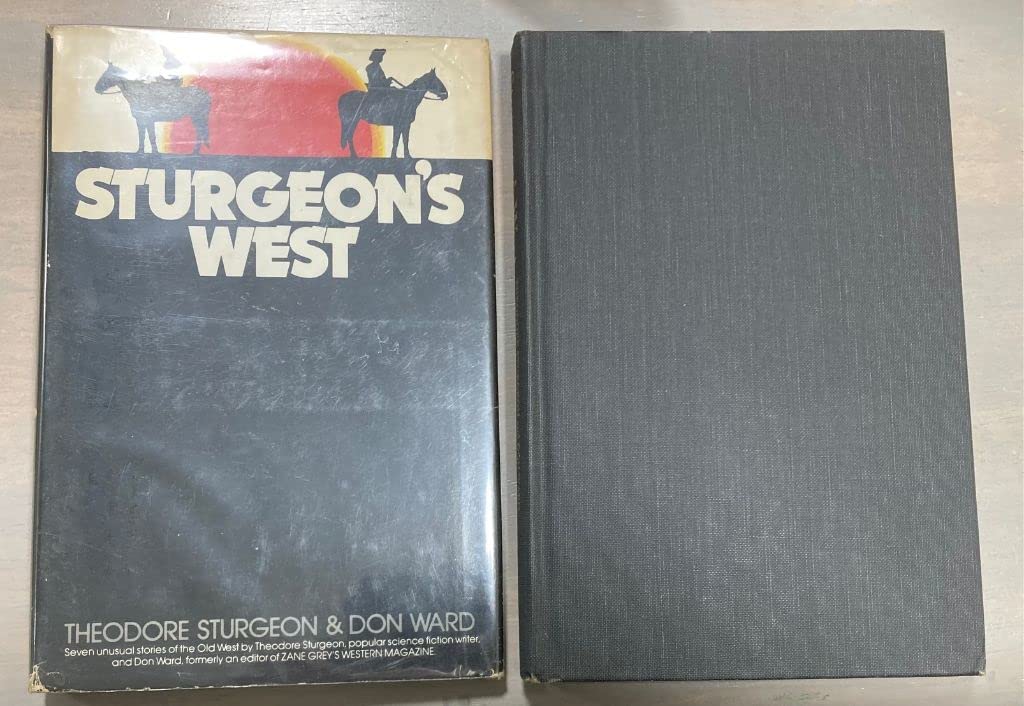 STURGEON'S
WEST
THEODORE STURGEON & DON WARD
Seven unusual stories of the Old West by Theodore Sturgeon, popular science fiction writer,
and Don Ward, formerly an editor of ZANE GREY'S WESTERN MAGAZINE.